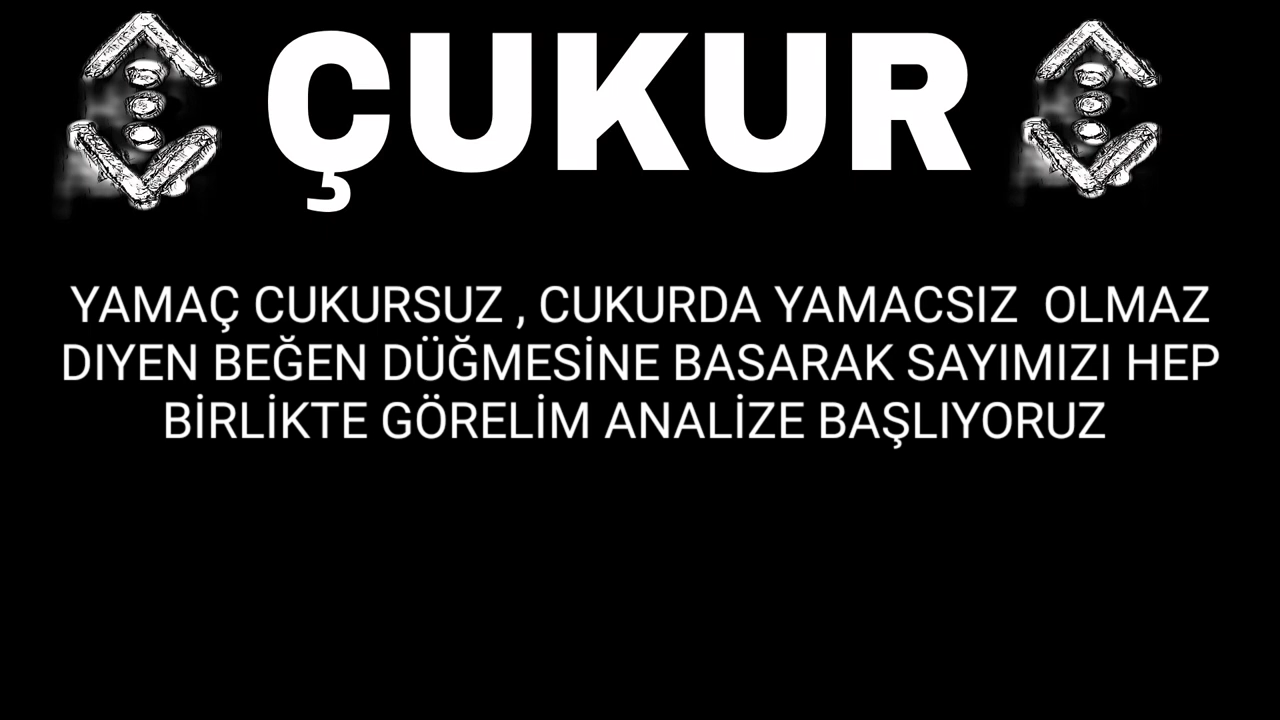 ÇUKUR
YAMAÇ CUKURSUZ , CUKURDA YAMACSIZ OLMAZ
DIYEN BEĞEN DÜĞMESİNE BASARAK SAYIMIZI HEP
BİRLİKTE GÖRELİM ANALİZE BAŞLIYORUZ